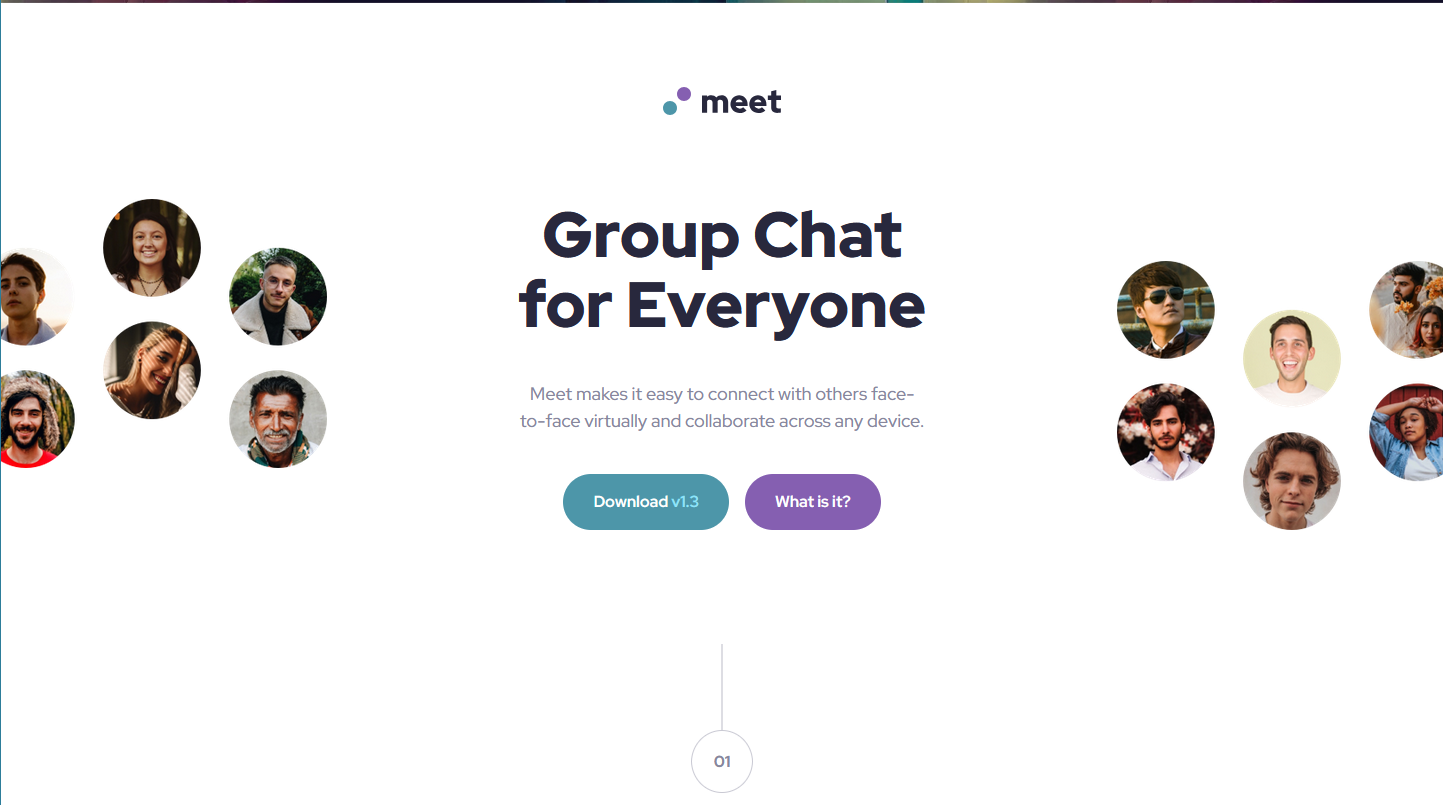 meet
Group Chat
for Everyone
Meet makes it easy to connect with others face-
to-face virtually and collaborate across any device.
Download v1.3
What is it?
01